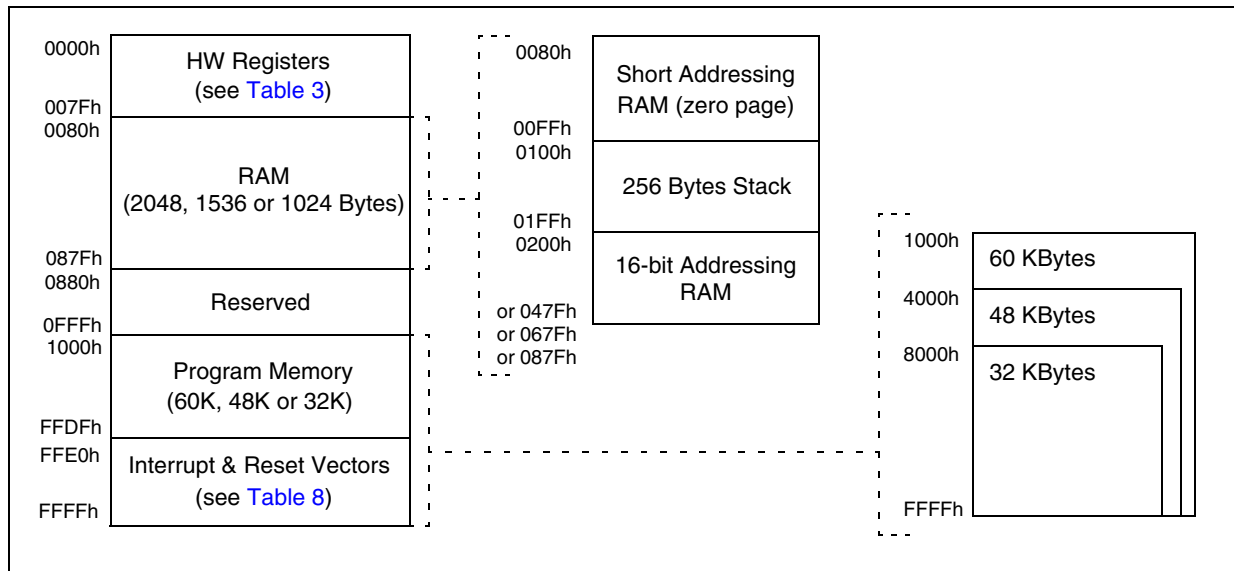 0000h
HW Registers
(see Table 3)
007Fh
0080h
RAM
(2048, 1536 or 1024 Bytes)
087Fh
0880h
Reserved
0FFFh
1000h
Program Memory
(60K, 48K or 32K)
FFDFh
FFE0h
Interrupt & Reset Vectors
(see Table 8)
FFFFh
0080h
Short Addressing
RAM (zero page)
00FFh
0100h
256 Bytes Stack
01FFh
0200h
16-bit Addressing
RAM
or 047Fh
or 067Fh
or 087Fh
1000h
60 KBytes
4000h
48 KBytes
8000h
32 KBytes
FFFFh